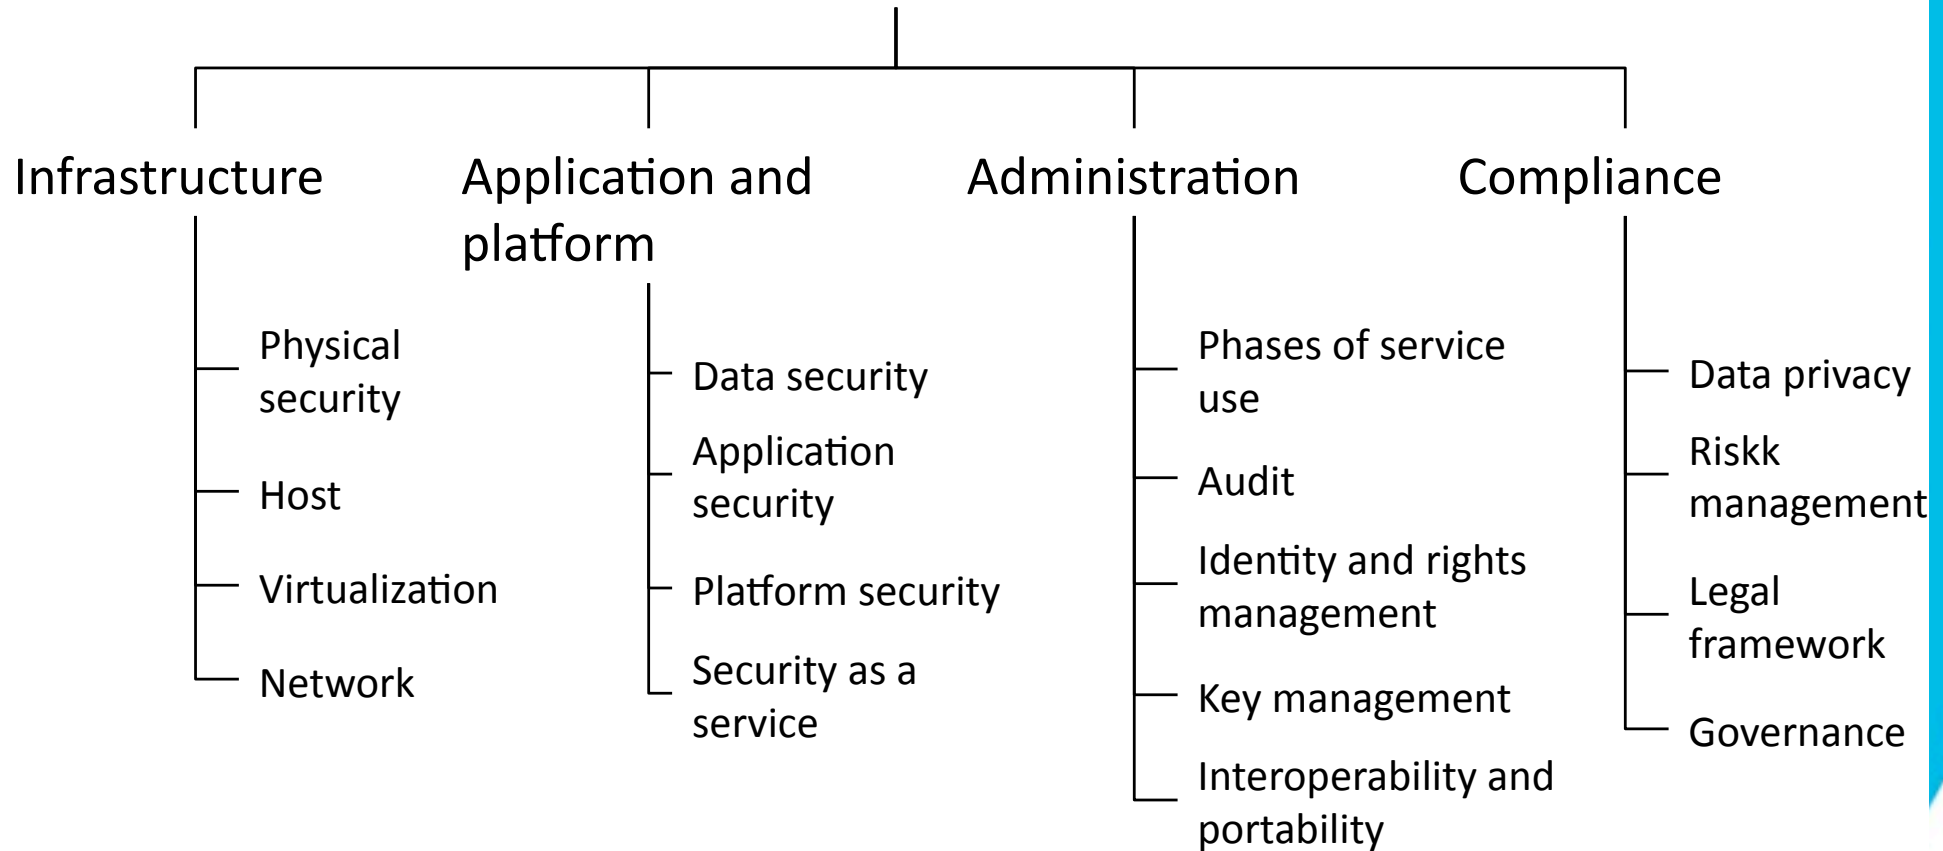 Infrastructure
Application and
platform
Administration
Compliance
Physical
security
Host
Virtualization
Network
Data security
Application
security
Platform security
Security as a
service
Phases of service
use
Audit
Identity and rights
management
Key management
Interoperability and
portability
Data privacy
Riskk
management
Legal
framework
Governance